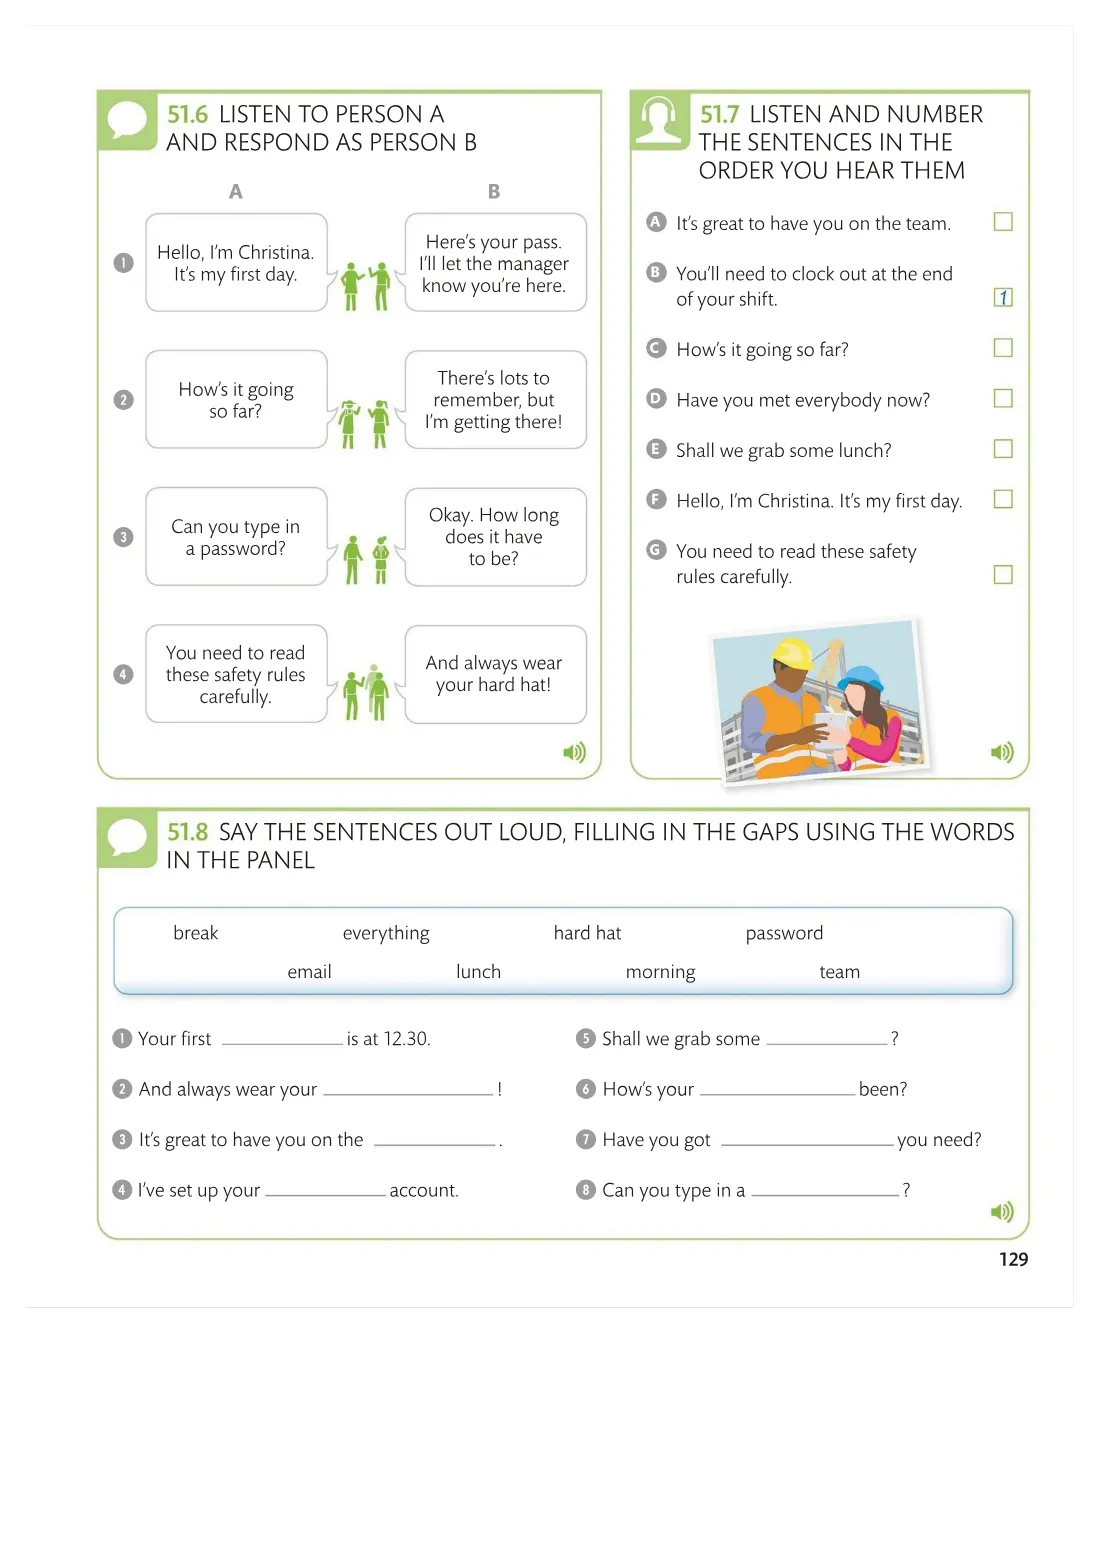 51.6 LISTEN TO PERSON A
AND RESPOND AS PERSON B
A
B
1
Hello, I'm Christina.
It's my first day.
Here's your pass.
I'll let the manager
know you're here.
2
How's it going
so far?
There's lots to
remember, but
I'm getting there!
3
Can you type in
a password?
Okay. How long
does it have
to be?
4
You need to read
these safety rules
carefully.
And always wear
your hard hat!
51.7 LISTEN AND NUMBER
THE SENTENCES IN THE
ORDER YOU HEAR THEM
A It's great to have you on the team.
B You'll need to clock out at the end
of your shift. 1
C How's it going so far?
D Have you met everybody now?
E Shall we grab some lunch?
F Hello, I'm Christina. It's my first day.
G You need to read these safety
rules carefully.
51.8 SAY THE SENTENCES OUT LOUD, FILLING IN THE GAPS USING THE WORDS
IN THE PANEL
break everything hard hat password
email lunch morning team
1 Your first ____________ is at 12.30.
2 And always wear your _________________ !
3 It's great to have you on the ____________ .
4 I've set up your ____________ account.
5 Shall we grab some ____________ ?
6 How's your _______________ been?
7 Have you got _________________ you need?
8 Can you type in a _______________ ?
129